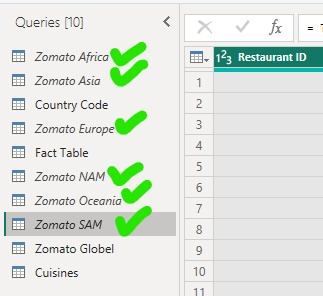 Queries [10]
Zomato Africa
Zomato Asia
Country Code
Zomato Europe
Fact Table
Zomato NAM
Zomato Oceania
Zomato SAM
Zomato Globel
Cuisines
fx
=
1²3 Restaurant ID
1
2
3
4
5
6
7
8
9
10
11